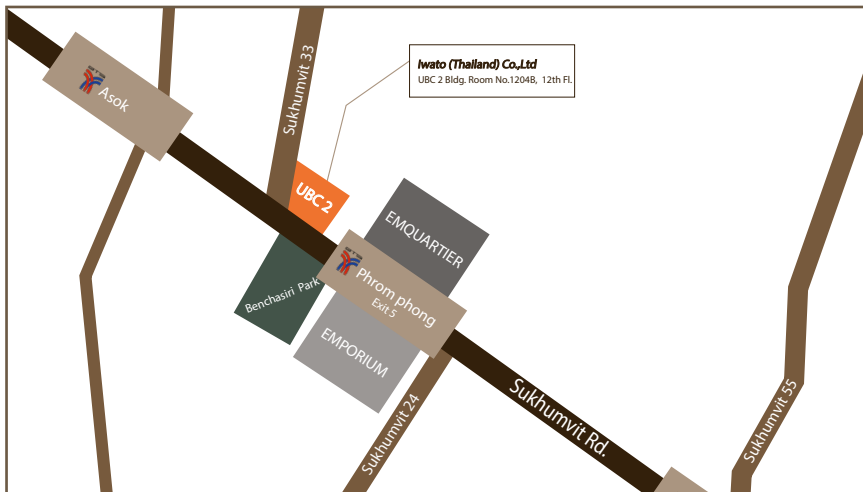 Sukhumvit 33
Iwato (Thailand) Co.,Ltd
UBC 2 Bldg. Room No.1204B, 12th Fl.
Asok
UBC 2
EMQUARTIER
Benchasiri Park
Phrom phong
Exit 5
EMPORIUM
Sukhumvit 24
Sukhumvit Rd.
Sukhumvit 55